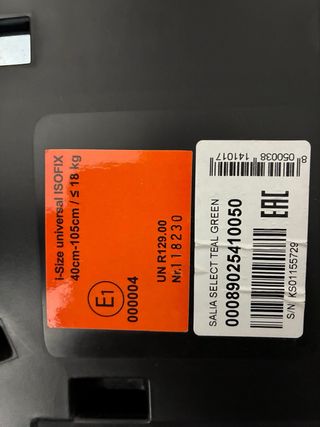 i-Size universal ISOFIX
40cm-105cm / ≤ 18 kg
E1
000004
UN R129.00
Nr.118230
8 050038 141017
EAC
SALIA SELECT TEAL GREEN
00089025410050
S/N. KS01155729